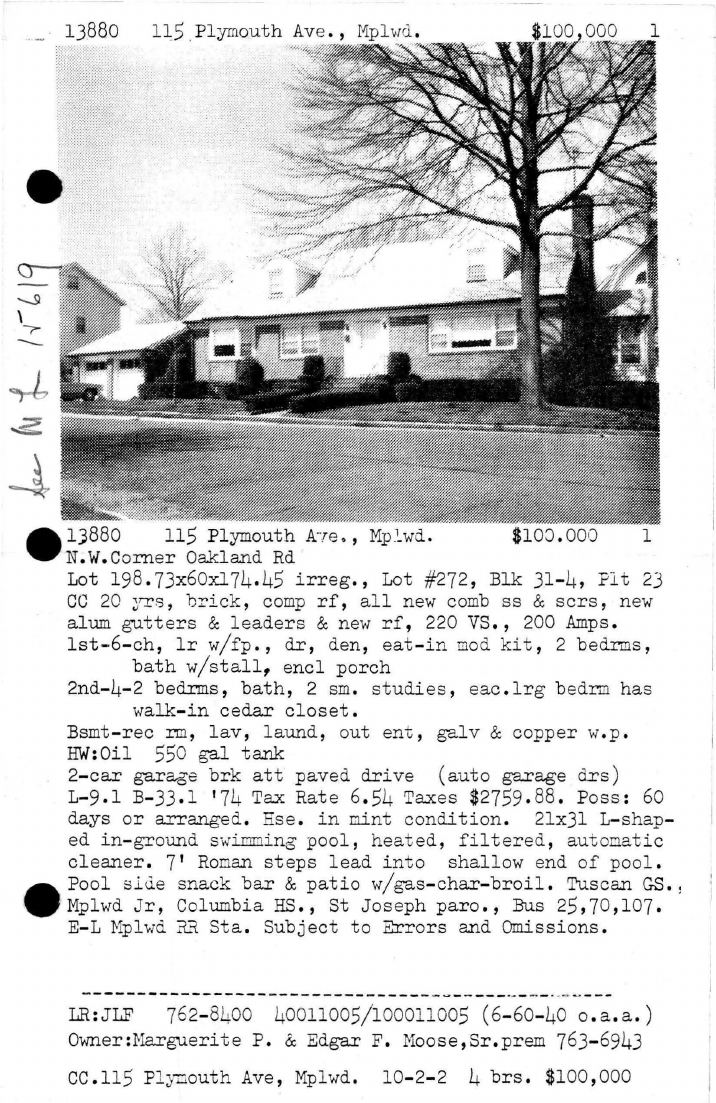 13880 115 Plymouth Ave., Mplwd. $100,000 1
See M L 15619
13880 115 Plymouth Ave., Mplwd. $100.000 1
N.W.Corner Oakland Rd
Lot 198.73x60x174.45 irreg., Lot #272, Blk 31-4, Plt 23
CC 20 yrs, brick, comp rf, all new comb ss & scrs, new
alum gutters & leaders & new rf, 220 VS., 200 Amps.
1st-6-ch, lr w/fp., dr, den, eat-in mod kit, 2 bedrms,
bath w/stall, encl porch
2nd-4-2 bedrms, bath, 2 sm. studies, eac.lrg bedrm has
walk-in cedar closet.
Bsmt-rec rm, lav, laund, out ent, galv & copper w.p.
HW:Oil 550 gal tank
2-car garage brk att paved drive (auto garage drs)
L-9.1 B-33.1 '74 Tax Rate 6.54 Taxes $2759.88. Poss: 60
days or arranged. Hse. in mint condition. 21x31 L-shap-
ed in-ground swimming pool, heated, filtered, automatic
cleaner. 7' Roman steps lead into shallow end of pool.
Pool side snack bar & patio w/gas-char-broil. Tuscan GS.,
Mplwd Jr, Columbia HS., St Joseph paro., Bus 25,70,107.
E-L Mplwd RR Sta. Subject to Errors and Omissions.
LR:JLF 762-8400 40011005/100011005 (6-60-40 o.a.a.)
Owner:Marguerite P. & Edgar F. Moose,Sr.prem 763-6943
CC.115 Plymouth Ave, Mplwd. 10-2-2 4 brs. $100,000